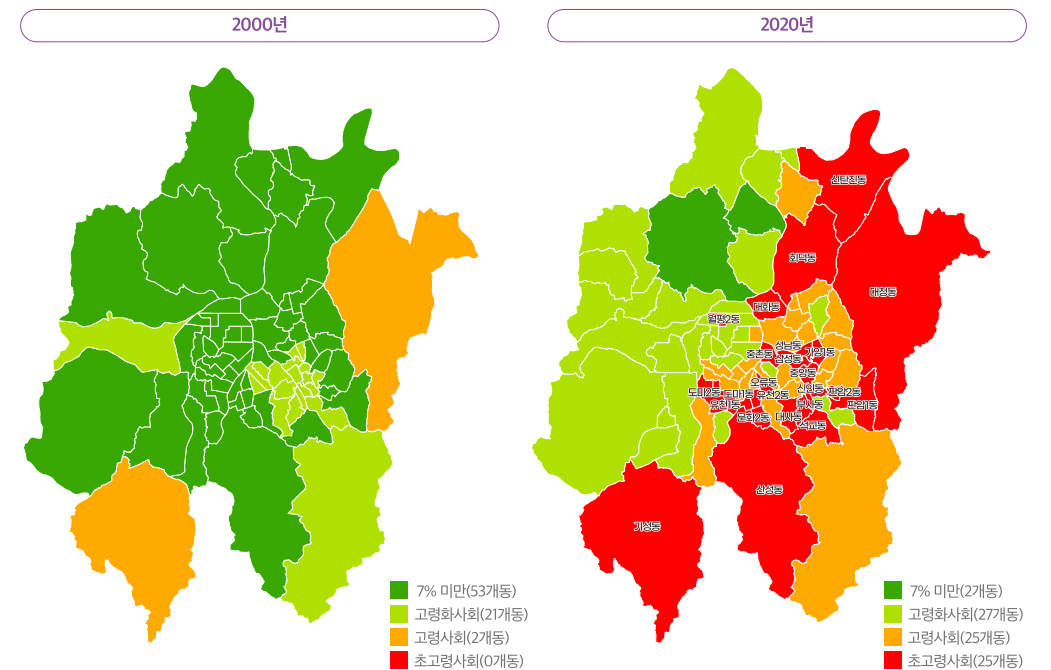 2000년
2020년
신탄진동
회덕동
대청동
대화동
월평2동
성남동
중촌동
삼성동
가양1동
중앙동
오류동
산인동
도마2동
도마1동
유천2동
판암2동
유천1동
부사동
판암1동
문화2동
대사동
석교동
산성동
기성동
7% 미만(53개동)
고령화사회(21개동)
고령사회(2개동)
초고령사회(0개동)
7% 미만(2개동)
고령화사회(27개동)
고령사회(25개동)
초고령사회(25개동)